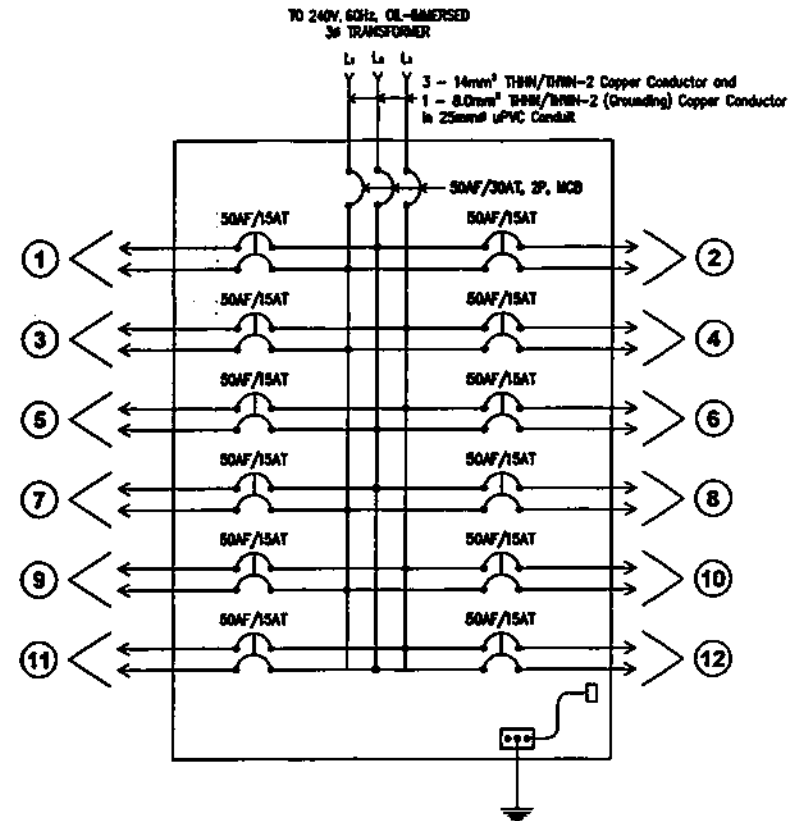 TO 240V, 60Hz, OIL-IMMERSED
3ø TRANSFORMER
L₁ L₂ L₃
3 - 14mm² THHN/THWN-2 Copper Conductor and
1 - 8.0mm² THHN/THWN-2 (Grounding) Copper Conductor
in 25mmø uPVC Conduit
50AF/30AT, 2P, MCB
50AF/15AT 50AF/15AT
1 2
50AF/15AT 50AF/15AT
3 4
50AF/15AT 50AF/15AT
5 6
50AF/15AT 50AF/15AT
7 8
50AF/15AT 50AF/15AT
9 10
50AF/15AT 50AF/15AT
11 12